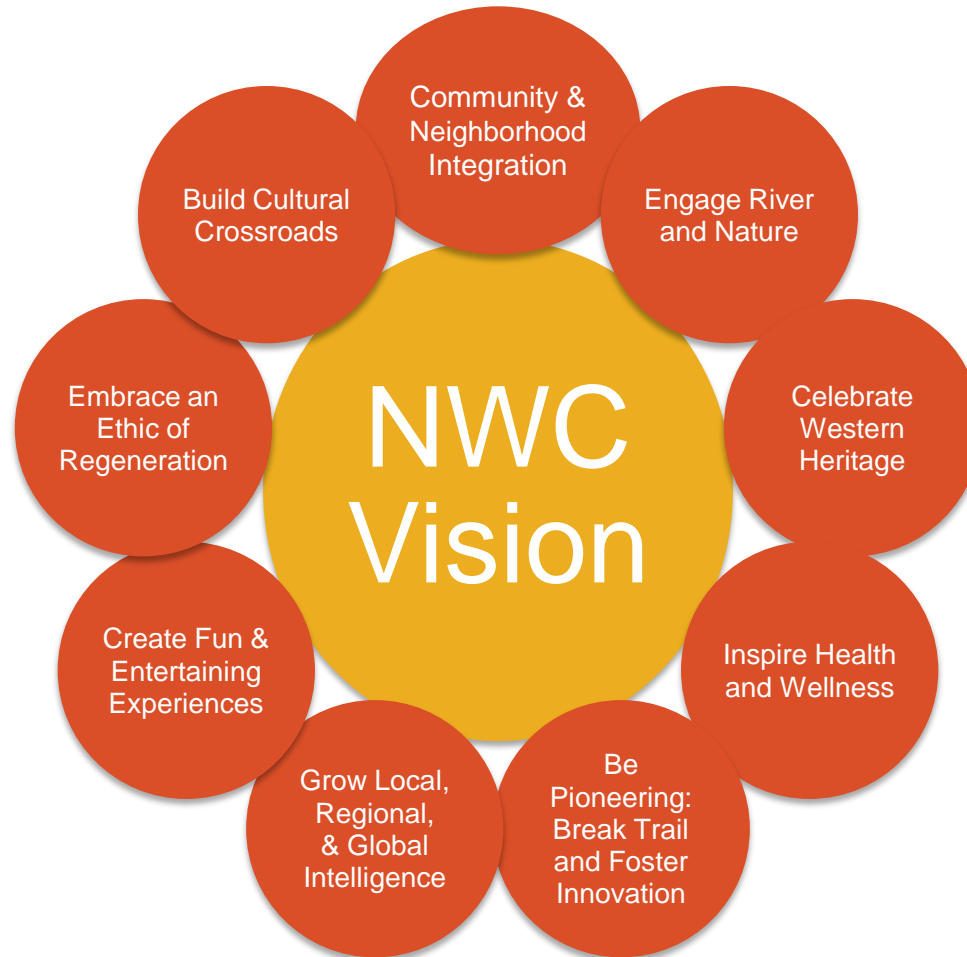 Community &
Neighborhood
Integration
Engage River
and Nature
Celebrate
Western
Heritage
Inspire Health
and Wellness
Be
Pioneering:
Break Trail
and Foster
Innovation
Grow Local,
Regional,
& Global
Intelligence
Create Fun &
Entertaining
Experiences
Embrace an
Ethic of
Regeneration
Build Cultural
Crossroads
NWC
Vision